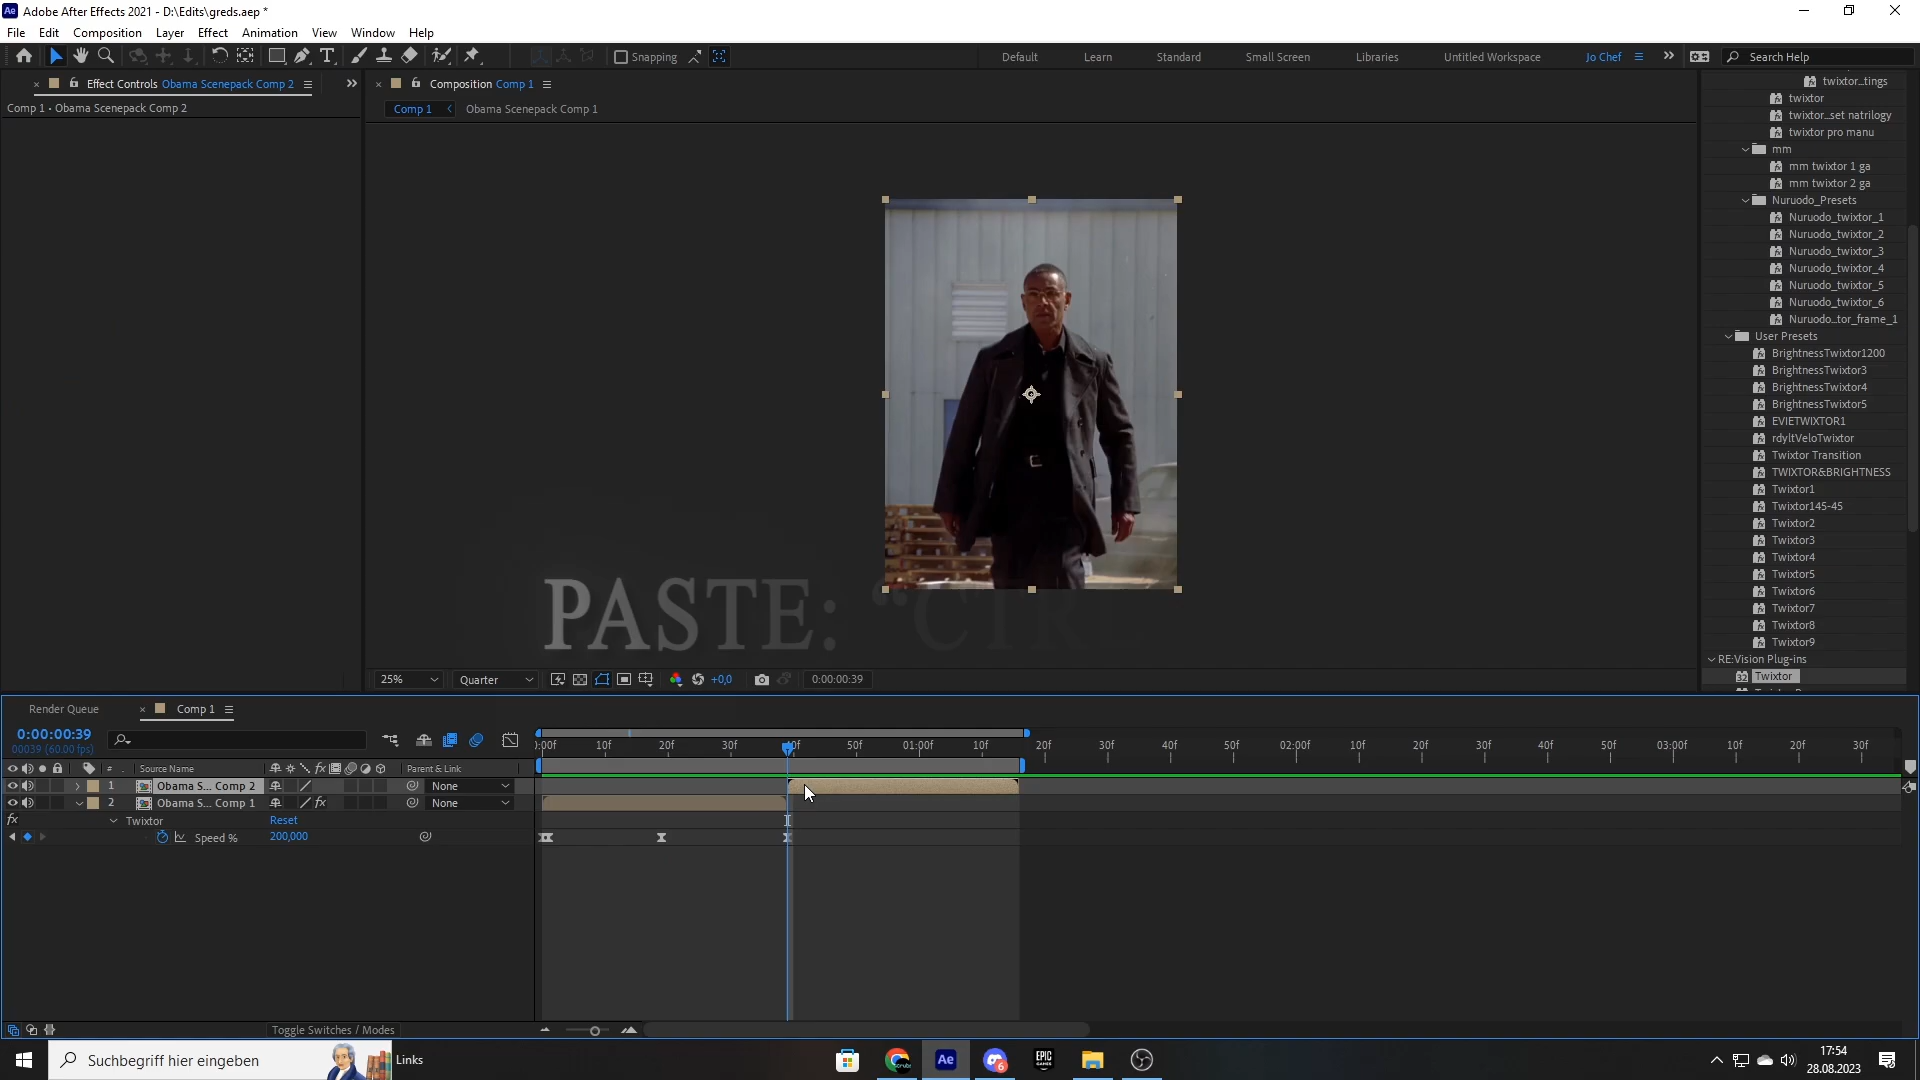 Adobe After Effects 2021 - D:\Edits\greds.aep *
File Edit Composition Layer Effect Animation View Window Help
Snapping
Default Learn Standard Small Screen Libraries Untitled Workspace Jo Chef
Search Help
Effect Controls Obama Scenepack Comp 2
Comp 1 • Obama Scenepack Comp 2
Composition Comp 1
Comp 1 Obama Scenepack Comp 1
twixtor...tings
twixtor
twixtor...set natrilogy
twixtor pro manu
mm
mm twixtor 1 ga
mm twixtor 2 ga
Nuruodo_Presets
Nuruodo_twixtor_1
Nuruodo_twixtor_2
Nuruodo_twixtor_3
Nuruodo_twixtor_4
Nuruodo_twixtor_5
Nuruodo_twixtor_6
Nuruodo...tor_frame_1
User Presets
BrightnessTwixtor1200
BrightnessTwixtor3
BrightnessTwixtor4
BrightnessTwixtor5
EVIETWIXTOR1
rdyltVeloTwixtor
Twixtor Transition
TWIXTOR&BRIGHTNESS
Twixtor1
Twixtor145-45
Twixtor2
Twixtor3
Twixtor4
Twixtor5
Twixtor6
Twixtor7
Twixtor8
Twixtor9
RE:Vision Plug-ins
Twixtor
PASTE: “CTRL
25% Quarter +0,0 0:00:00:39
Render Queue Comp 1
0:00:00:39
00039 (60.00 fps)
):00f 10f 20f 30f 40f 50f 01:00f 10f 20f 30f 40f 50f 02:00f 10f 20f 30f 40f 50f 03:00f 10f 20f 30f
# Source Name Parent & Link
1 Obama S... Comp 2 None
2 Obama S... Comp 1 None
fx Twixtor Reset
Speed % 200,000
Toggle Switches / Modes
Suchbegriff hier eingeben Links
17:54
28.08.2023